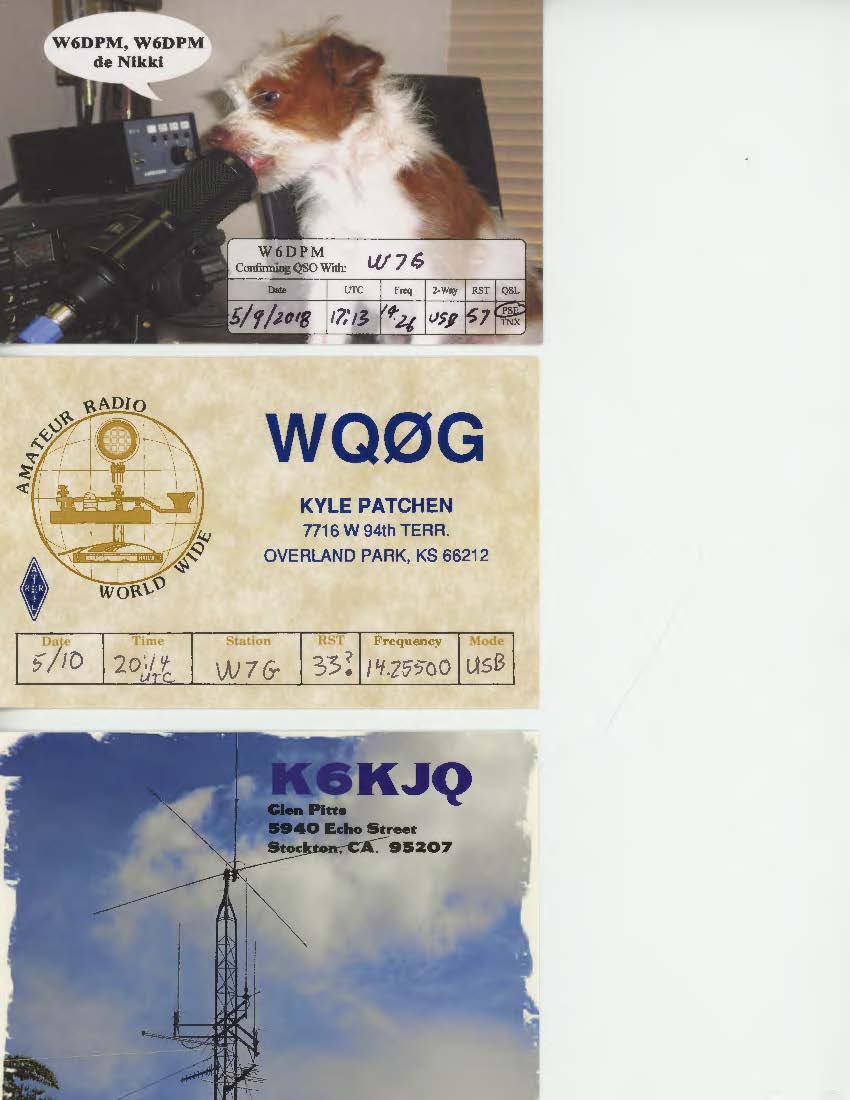 W6DPM, W6DPM
de Nikki
W6DPM
Confirming QSO With: W7G
Date UTC Freq 2-Way RST QSL
5/9/2018 17:13 14.26 USB 57 PSE
TNX
AMATEUR RADIO
WORLD WIDE
ARRL
WQØG
KYLE PATCHEN
7716 W 94th TERR.
OVERLAND PARK, KS 66212
Date Time Station RST Frequency Mode
5/10 20:14 UTC W7G 33? 14.25500 USB
K6KJQ
Glen Pitts
5940 Echo Street
Stockton, CA. 95207